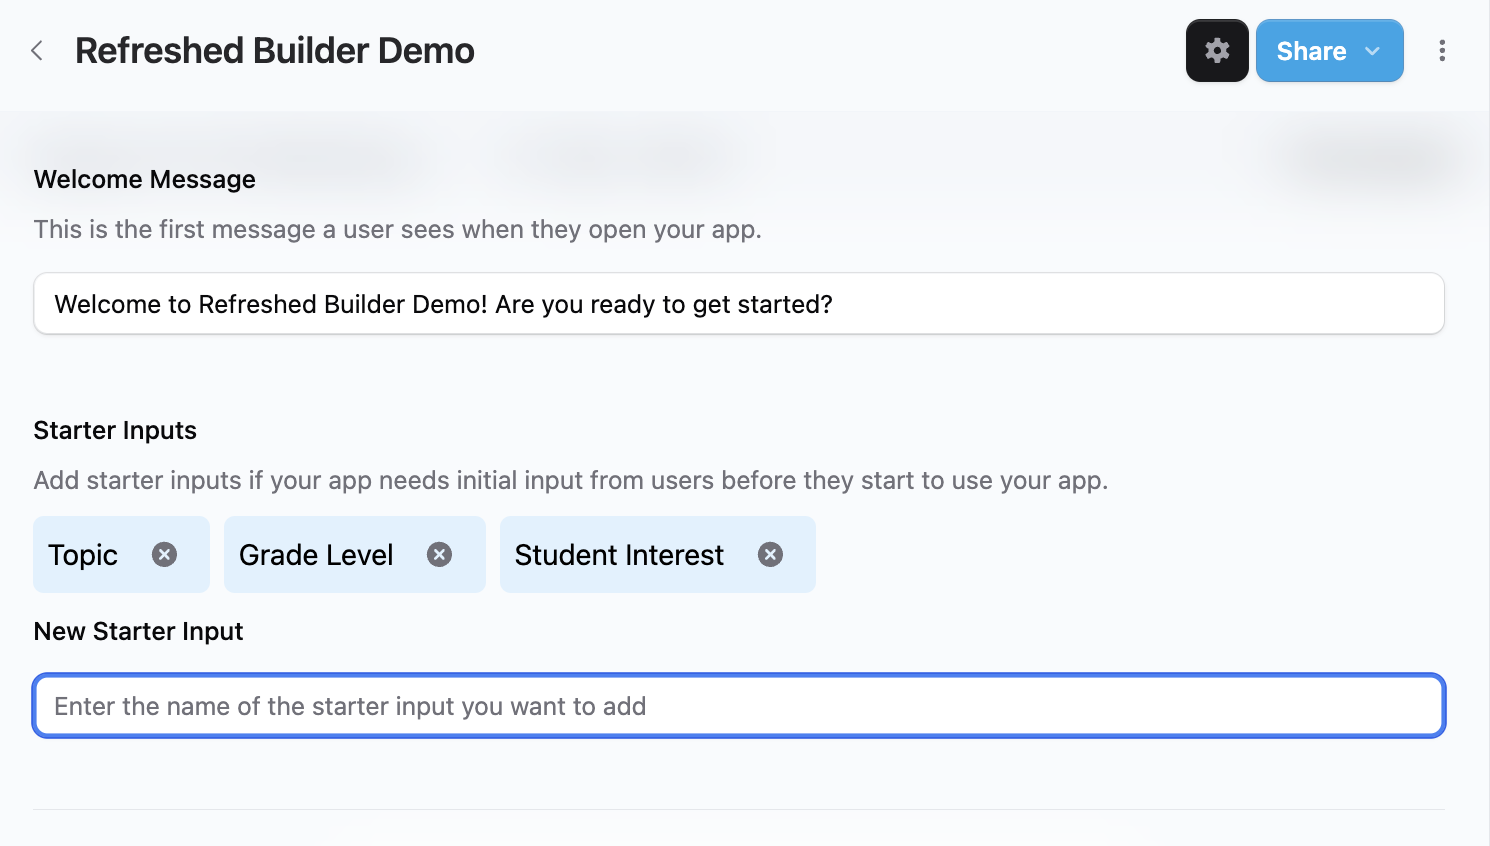 Refreshed Builder Demo
Share
Welcome Message
This is the first message a user sees when they open your app.
Welcome to Refreshed Builder Demo! Are you ready to get started?
Starter Inputs
Add starter inputs if your app needs initial input from users before they start to use your app.
Topic
Grade Level
Student Interest
New Starter Input
Enter the name of the starter input you want to add